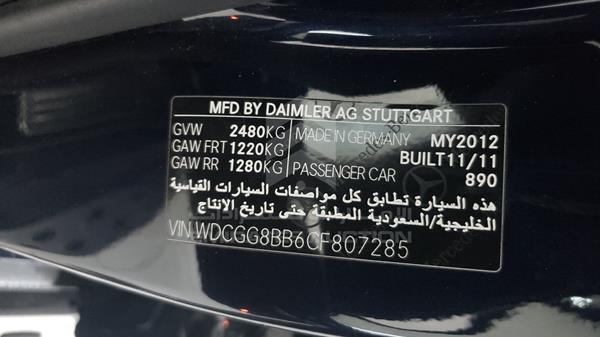 MFD BY DAIMLER AG STUTTGART
GVW 2480KG MADE IN GERMANY MY2012
GAW FRT 1220KG BUILT11/11
GAW RR 1280KG PASSENGER CAR 890
هذه السيارة تطابق كل مواصفات السيارات القياسية
الخليجية/السعودية المطبقة حتى تاريخ الإنتاج
VIN WDCGG8BB6CF807285